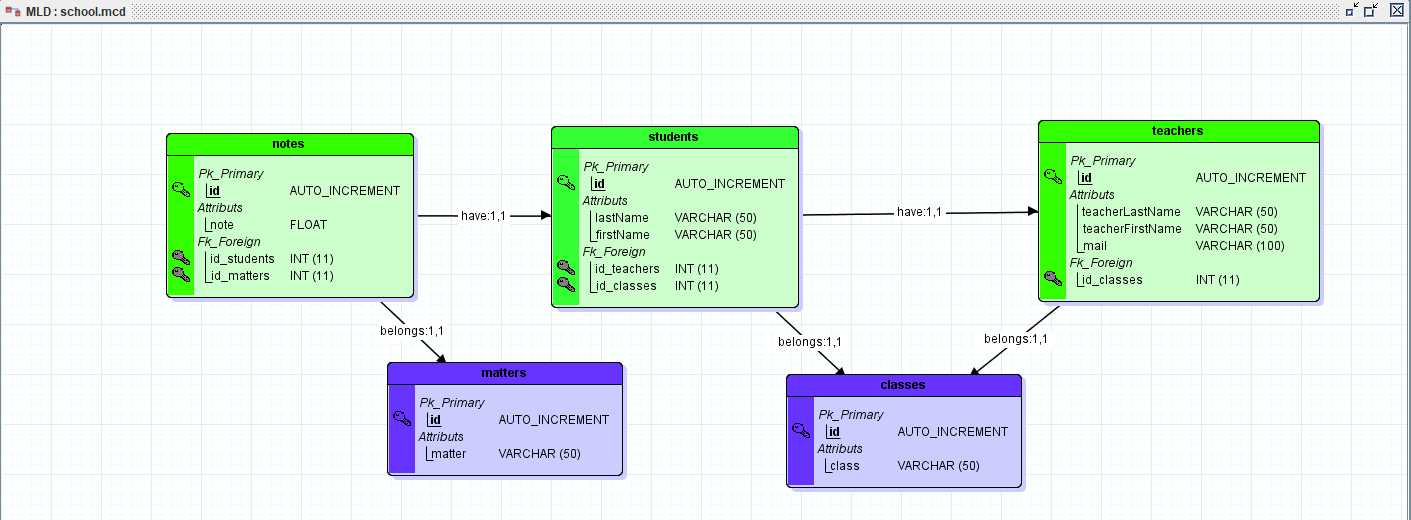 MLD : school.mcd
notes
Pk_Primary
id AUTO_INCREMENT
Attributs
note FLOAT
Fk_Foreign
id_students INT (11)
id_matters INT (11)
have:1,1
students
Pk_Primary
id AUTO_INCREMENT
Attributs
lastName VARCHAR (50)
firstName VARCHAR (50)
Fk_Foreign
id_teachers INT (11)
id_classes INT (11)
have:1,1
teachers
Pk_Primary
id AUTO_INCREMENT
Attributs
teacherLastName VARCHAR (50)
teacherFirstName VARCHAR (50)
mail VARCHAR (100)
Fk_Foreign
id_classes INT (11)
belongs:1,1
belongs:1,1
belongs:1,1
matters
Pk_Primary
id AUTO_INCREMENT
Attributs
matter VARCHAR (50)
classes
Pk_Primary
id AUTO_INCREMENT
Attributs
class VARCHAR (50)